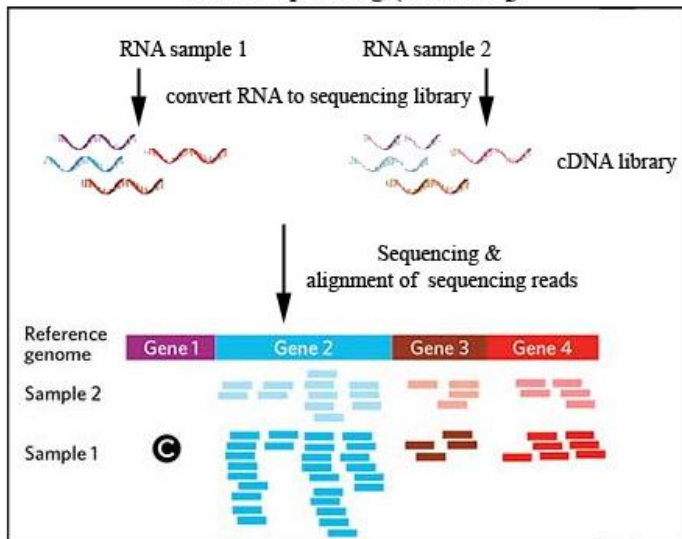 RNA sample 1
RNA sample 2
convert RNA to sequencing library
cDNA library
Sequencing &
alignment of sequencing reads
Reference
genome
Gene 1
Gene 2
Gene 3
Gene 4
Sample 2
Sample 1
C